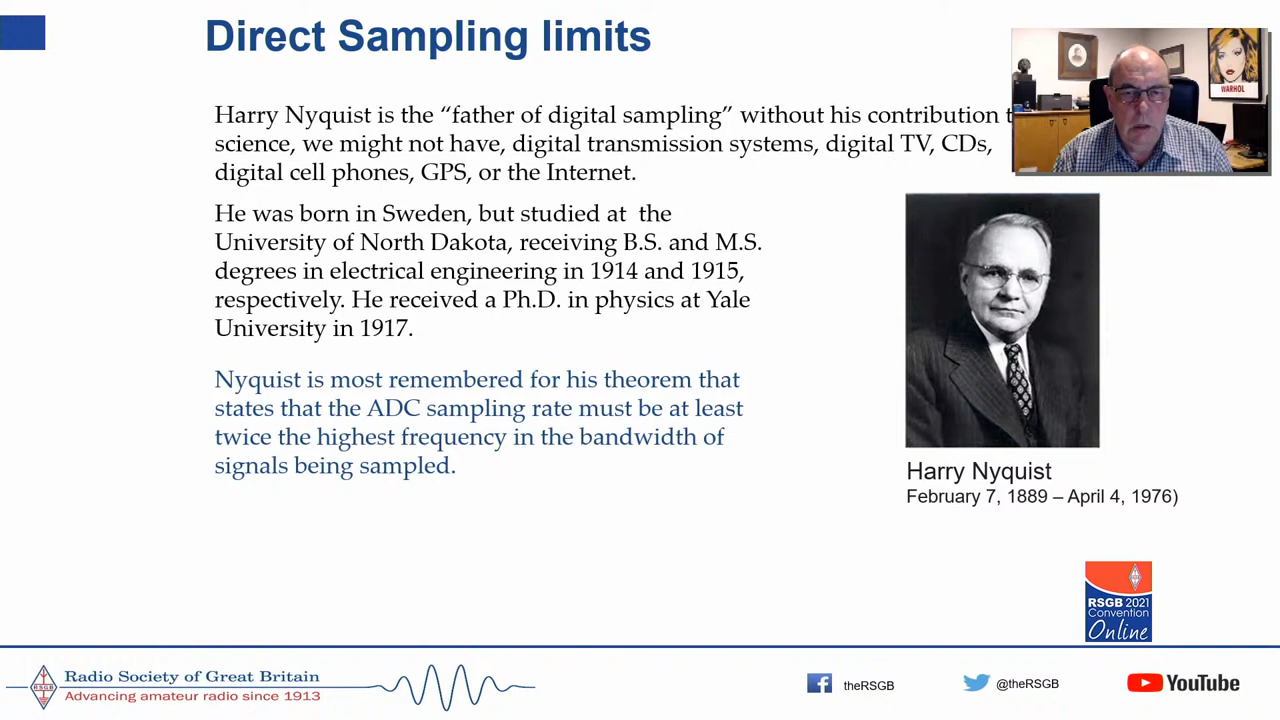 Direct Sampling limits
Harry Nyquist is the “father of digital sampling” without his contribution
science, we might not have, digital transmission systems, digital TV, CDs,
digital cell phones, GPS, or the Internet.
He was born in Sweden, but studied at the
University of North Dakota, receiving B.S. and M.S.
degrees in electrical engineering in 1914 and 1915,
respectively. He received a Ph.D. in physics at Yale
University in 1917.
Nyquist is most remembered for his theorem that
states that the ADC sampling rate must be at least
twice the highest frequency in the bandwidth of
signals being sampled.
WARHOL
Harry Nyquist
February 7, 1889 – April 4, 1976)
RSGB 2021
Convention
Online
RSGB
Radio Society of Great Britain
Advancing amateur radio since 1913
theRSGB
@theRSGB
YouTube